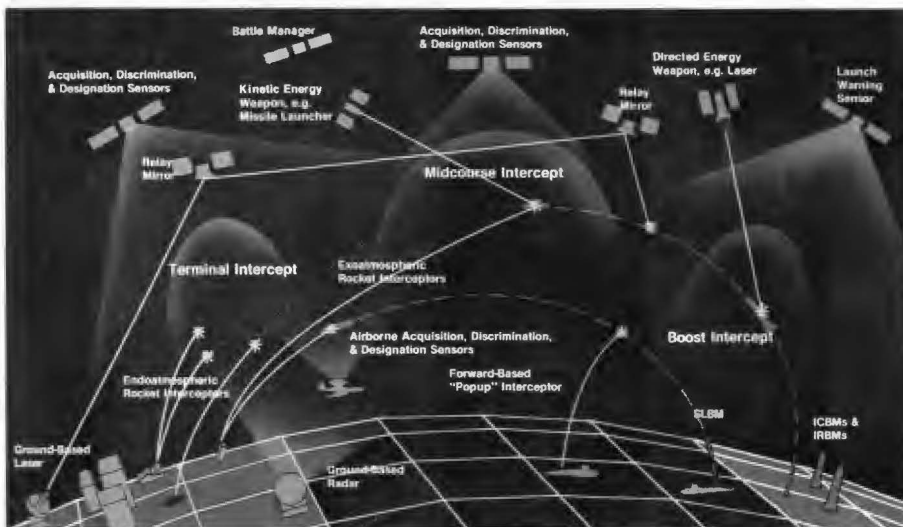 Battle Manager
Acquisition, Discrimination,
& Designation Sensors
Directed Energy
Weapon, e.g. Laser
Acquisition, Discrimination,
& Designation Sensors
Launch
Warning
Sensor
Kinetic Energy
Weapon, e.g.
Missile Launcher
Relay
Mirror
Relay
Mirror
Midcourse Intercept
Terminal Intercept
Exoatmospheric
Rocket Interceptors
Boost Intercept
Airborne Acquisition, Discrimination,
& Designation Sensors
Endoatmospheric
Rocket Interceptors
Forward-Based
"Popup" Interceptor
SLBM
ICBMs &
IRBMs
Ground-Based
Laser
Ground-Based
Radar